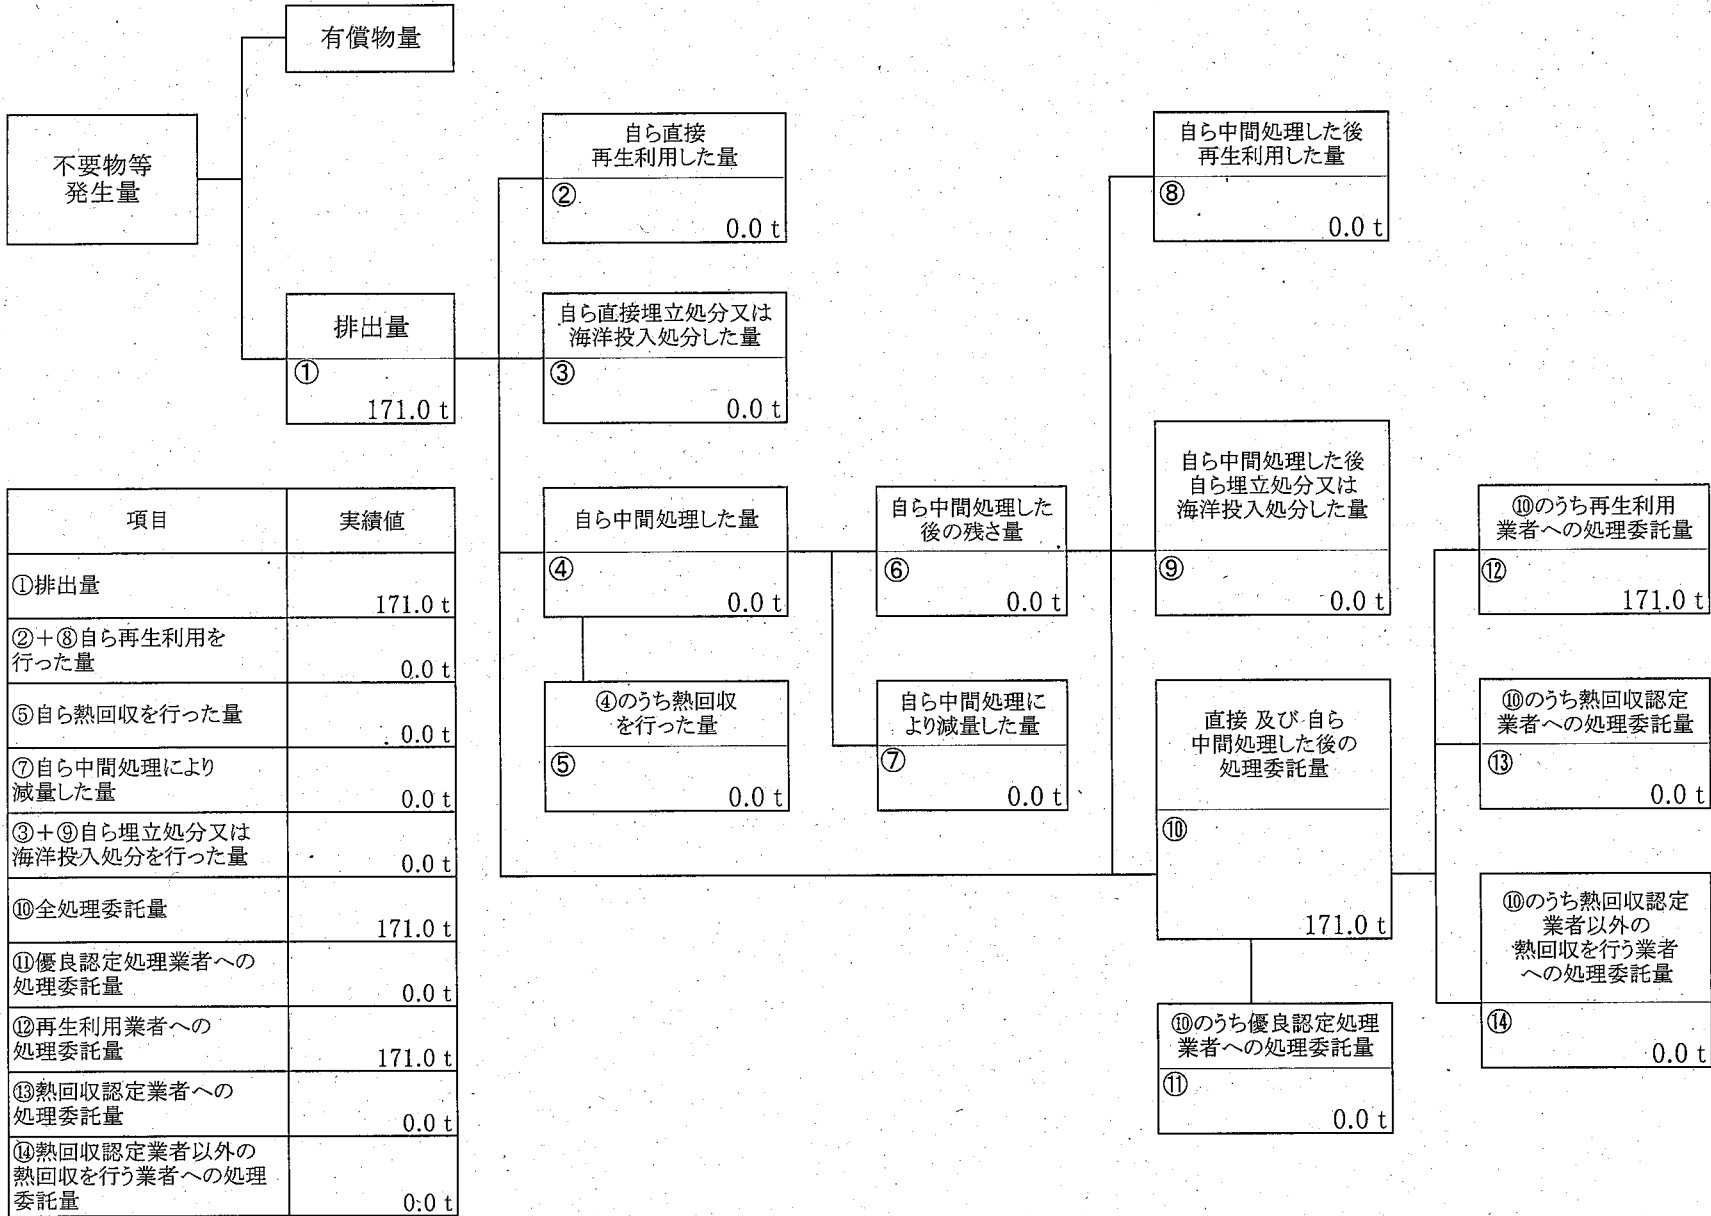 有償物量
不要物等
発生量
排出量
①
171.0 t
自ら直接
再生利用した量
②
0.0 t
自ら直接埋立処分又は
海洋投入処分した量
③
0.0 t
自ら中間処理した量
④
0.0 t
④のうち熱回収
を行った量
⑤
0.0 t
自ら中間処理した
後の残さ量
⑥
0.0 t
自ら中間処理に
より減量した量
⑦
0.0 t
自ら中間処理した後
再生利用した量
⑧
0.0 t
自ら中間処理した後
自ら埋立処分又は
海洋投入処分した量
⑨
0.0 t
直接 及び 自ら
中間処理した後の
処理委託量
⑩
171.0 t
⑩のうち優良認定処理
業者への処理委託量
⑪
0.0 t
⑩のうち再生利用
業者への処理委託量
⑫
171.0 t
⑩のうち熱回収認定
業者への処理委託量
⑬
0.0 t
⑩のうち熱回収認定
業者以外の
熱回収を行う業者
への処理委託量
⑭
0.0 t
項目 実績値
①排出量
171.0 t
②+⑧自ら再生利用を
行った量
0.0 t
⑤自ら熱回収を行った量
0.0 t
⑦自ら中間処理により
減量した量
0.0 t
③+⑨自ら埋立処分又は
海洋投入処分を行った量
0.0 t
⑩全処理委託量
171.0 t
⑪優良認定処理業者への
処理委託量
0.0 t
⑫再生利用業者への
処理委託量
171.0 t
⑬熱回収認定業者への
処理委託量
0.0 t
⑭熱回収認定業者以外の
熱回収を行う業者への処理
委託量
0.0 t